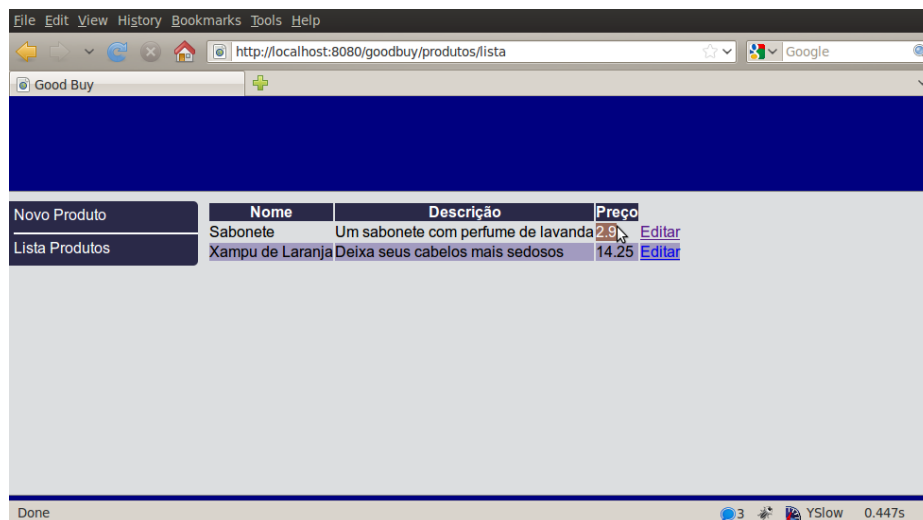 File Edit View History Bookmarks Tools Help
http://localhost:8080/goodbuy/produtos/lista
Google
Good Buy
Novo Produto
Lista Produtos
Nome Descrição Preço
Sabonete Um sabonete com perfume de lavanda 2.9 Editar
Xampu de Laranja Deixa seus cabelos mais sedosos 14.25 Editar
Done 3 YSlow 0.447s